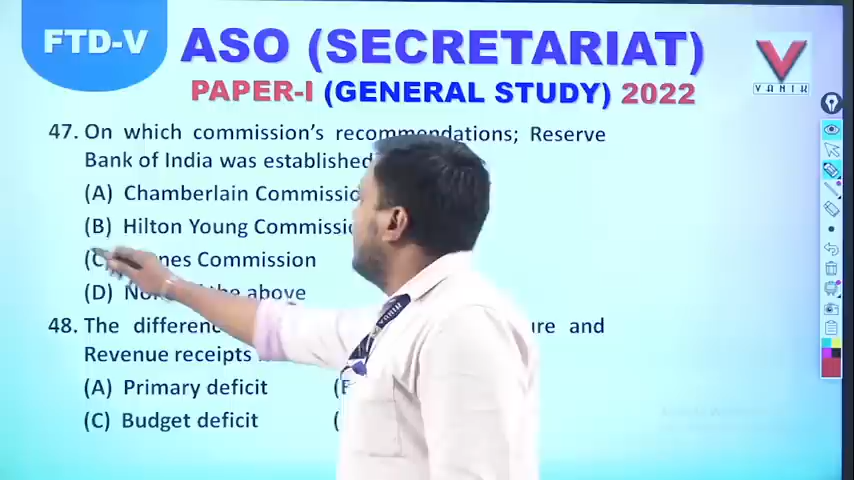 FTD-V
ASO (SECRETARIAT)
PAPER-I (GENERAL STUDY) 2022
VANIK
47. On which commission's recommendations; Reserve
Bank of India was established
(A) Chamberlain Commissio
(B) Hilton Young Commissio
(C nes Commission
(D) No the above
48. The differenc ure and
Revenue receipts
(A) Primary deficit (B
(C) Budget deficit (
VANIK